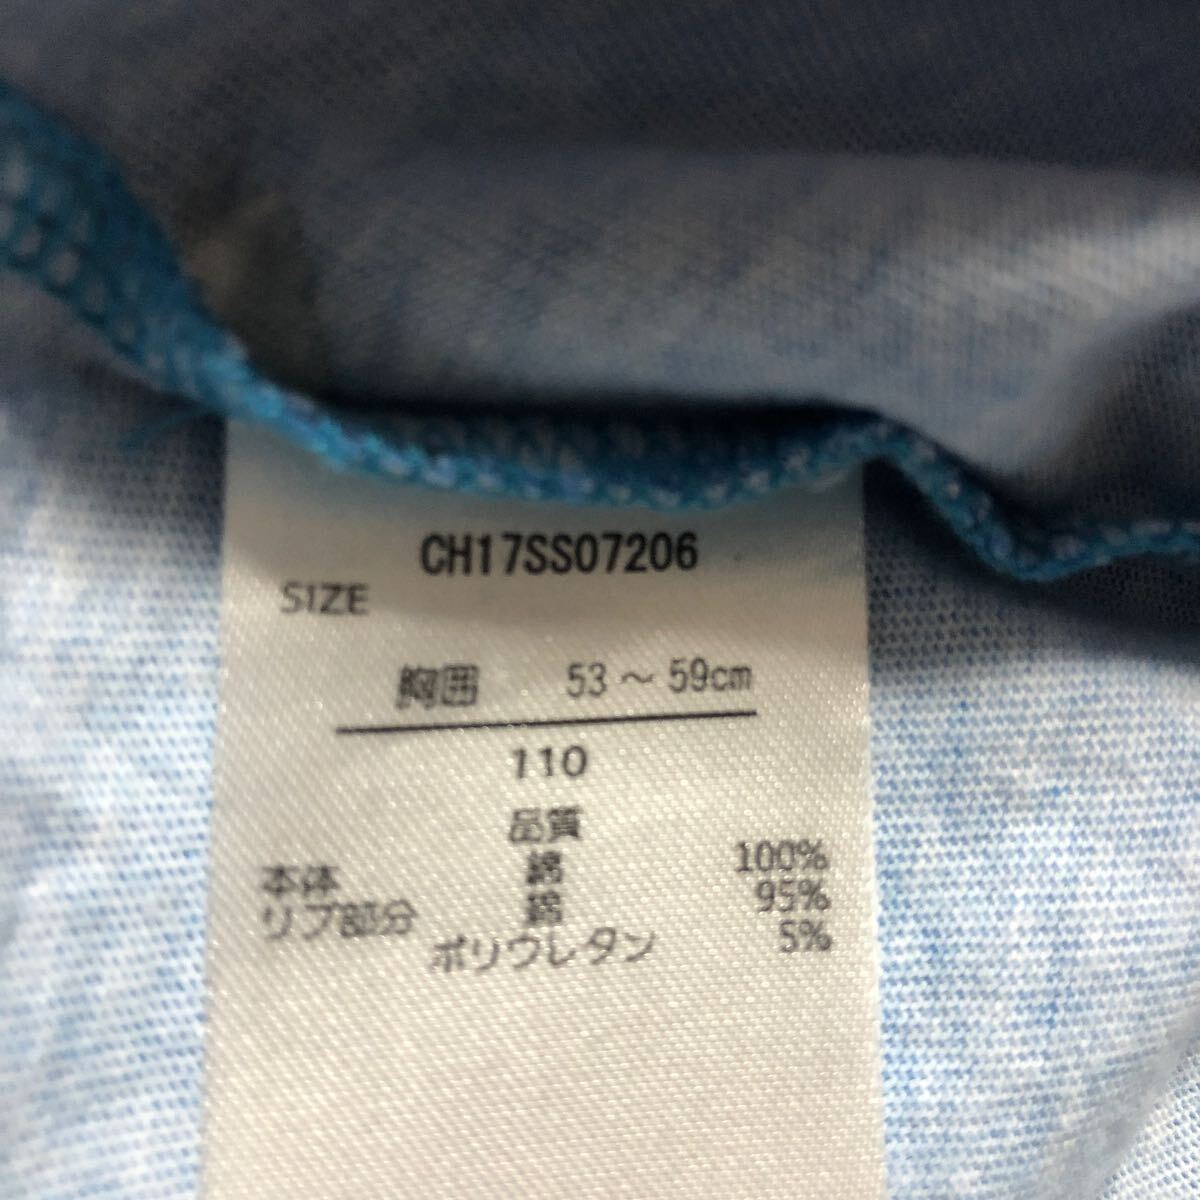 CH17SS07206
SIZE
胸囲 53～59cm
110
品質
本体 綿 100%
リブ部分 綿 95%
ポリウレタン 5%